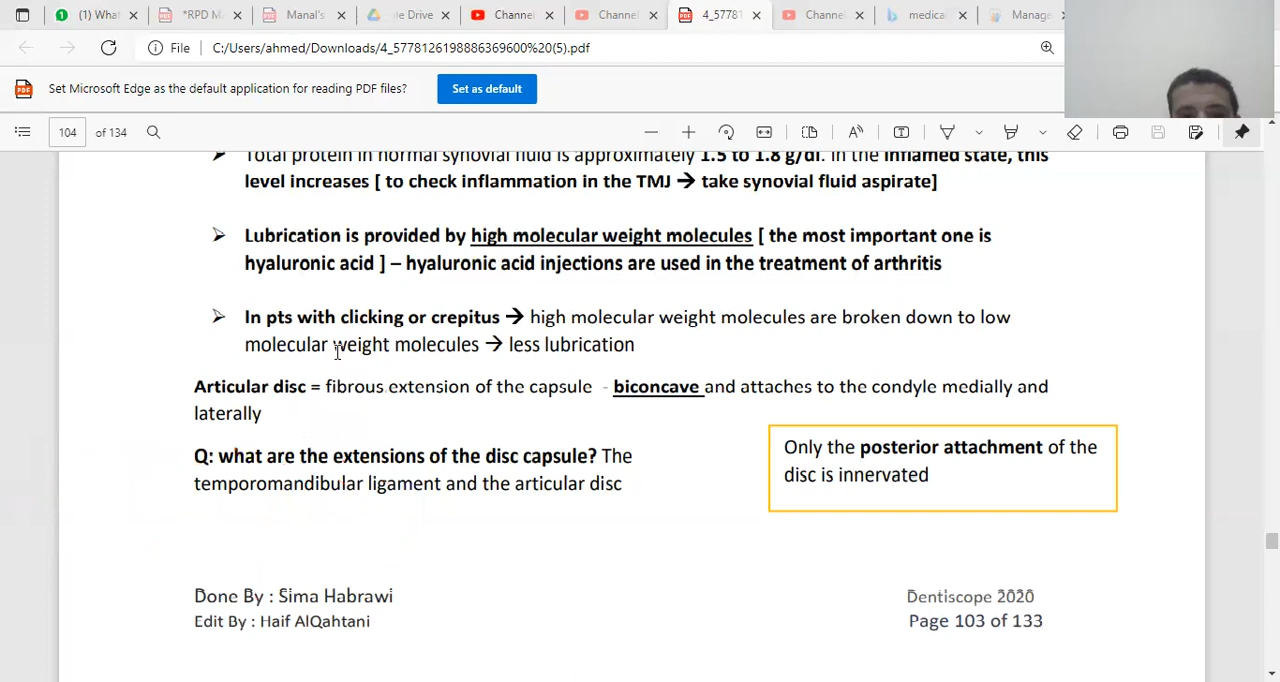 (1) What
*RPD M
Manal's
le Drive
Channel
Channel
4_57781
Channel
medica
Manage
File C:/Users/ahmed/Downloads/4_5778126198886369600%20(5).pdf
Set Microsoft Edge as the default application for reading PDF files? Set as default
104 of 134
➤ Total protein in normal synovial fluid is approximately 1.5 to 1.8 g/dl. In the inflamed state, this
level increases [ to check inflammation in the TMJ → take synovial fluid aspirate]
➤ Lubrication is provided by high molecular weight molecules [ the most important one is
hyaluronic acid ] – hyaluronic acid injections are used in the treatment of arthritis
➤ In pts with clicking or crepitus → high molecular weight molecules are broken down to low
molecular weight molecules → less lubrication
Articular disc = fibrous extension of the capsule - biconcave and attaches to the condyle medially and
laterally
Q: what are the extensions of the disc capsule? The
temporomandibular ligament and the articular disc
Only the posterior attachment of the
disc is innervated
Done By : Sima Habrawi
Edit By : Haif AlQahtani
Dentiscope 2020
Page 103 of 133